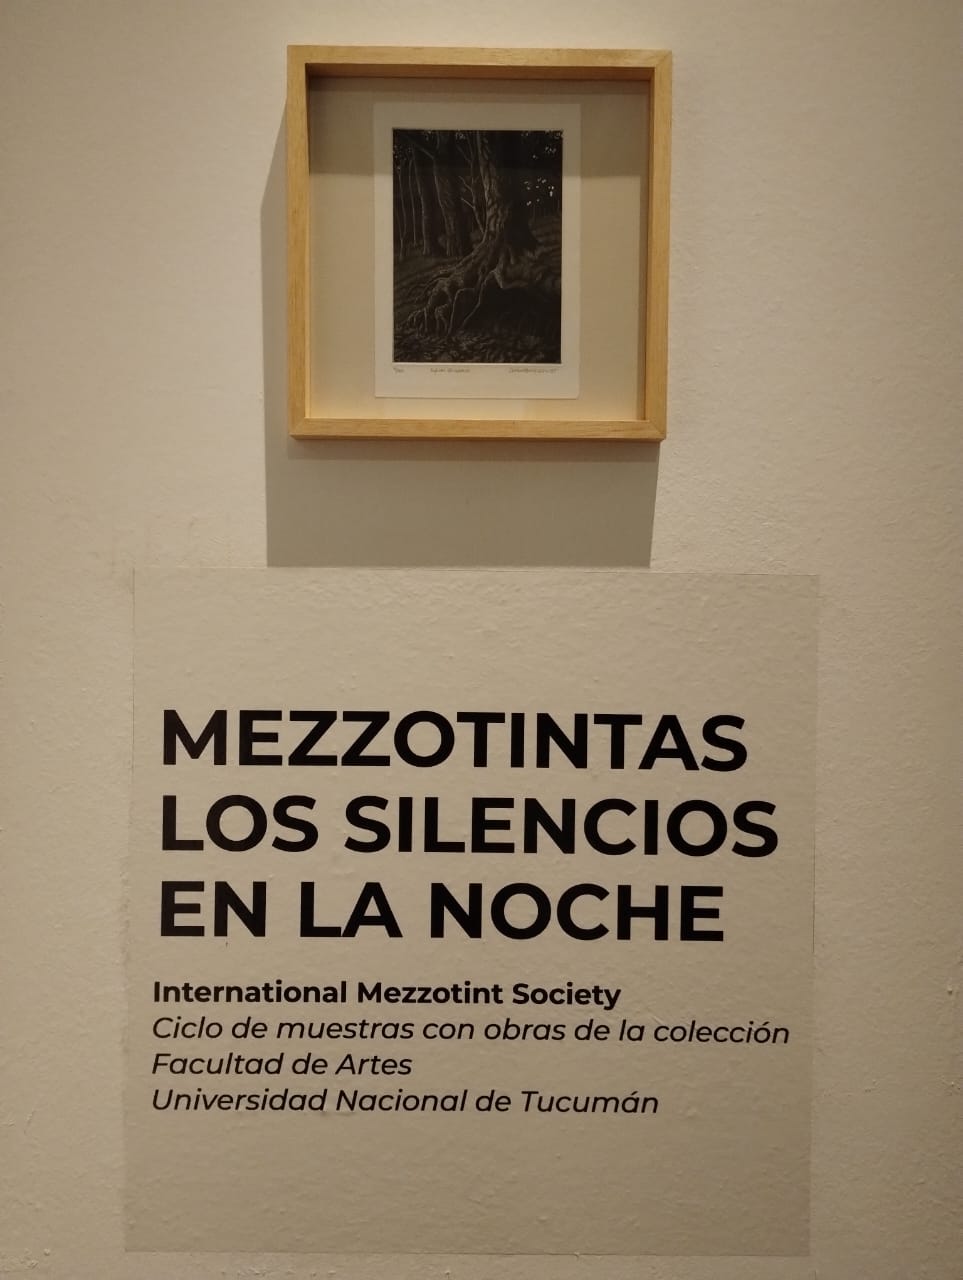 MEZZOTINTAS
LOS SILENCIOS
EN LA NOCHE
International Mezzotint Society
Ciclo de muestras con obras de la colección
Facultad de Artes
Universidad Nacional de Tucumán